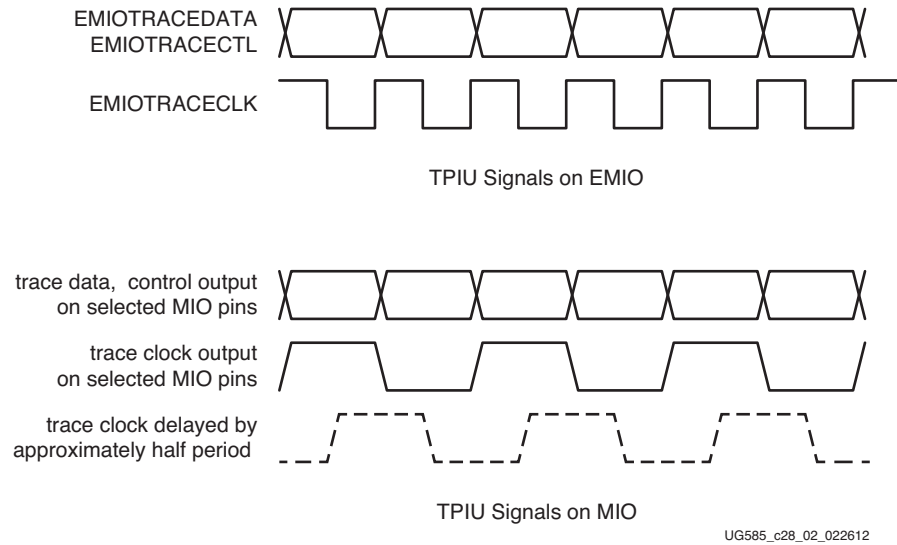 EMIOTRACEDATA
EMIOTRACECTL
EMIOTRACECLK
TPIU Signals on EMIO
trace data, control output
on selected MIO pins
trace clock output
on selected MIO pins
trace clock delayed by
approximately half period
TPIU Signals on MIO
UG585_c28_02_022612